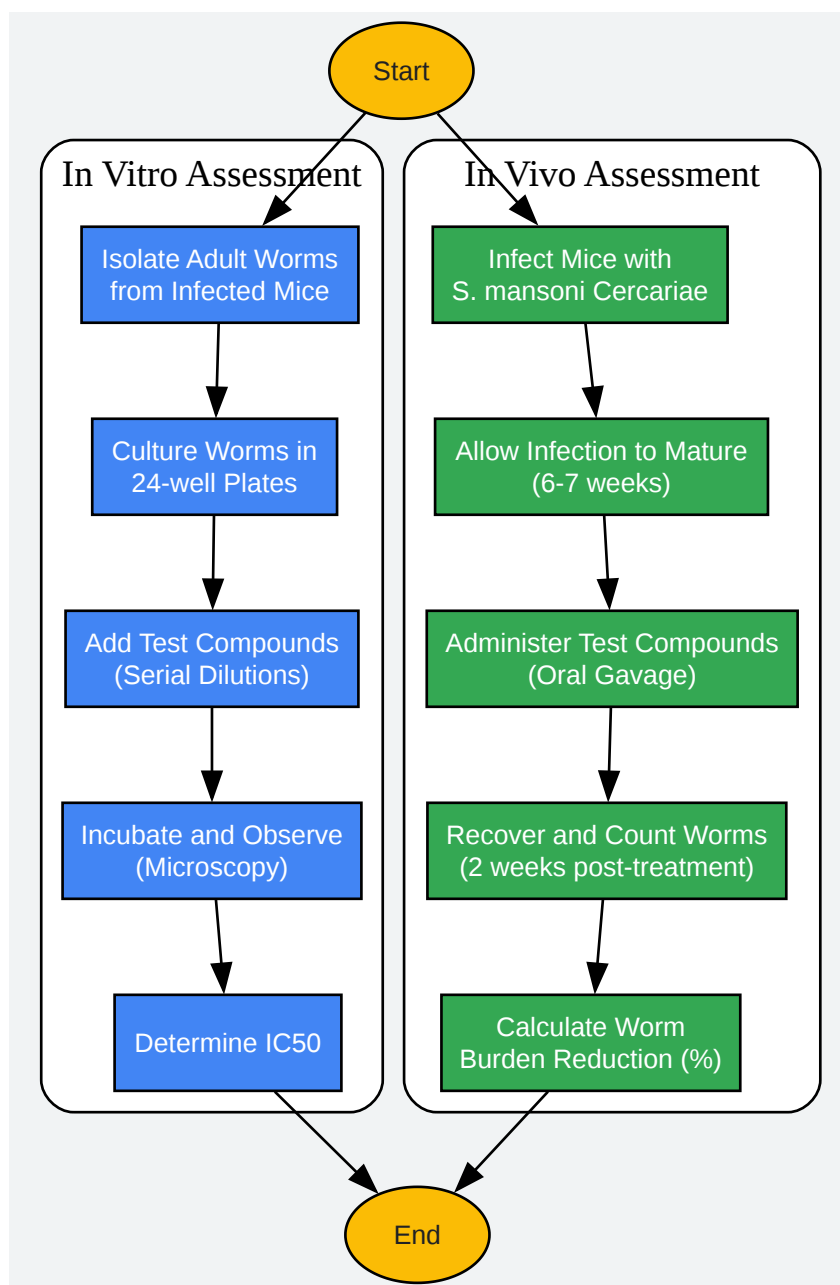 Start
In Vitro Assessment
Isolate Adult Worms
from Infected Mice
Culture Worms in
24-well Plates
Add Test Compounds
(Serial Dilutions)
Incubate and Observe
(Microscopy)
Determine IC50
In Vivo Assessment
Infect Mice with
S. mansoni Cercariae
Allow Infection to Mature
(6-7 weeks)
Administer Test Compounds
(Oral Gavage)
Recover and Count Worms
(2 weeks post-treatment)
Calculate Worm
Burden Reduction (%)
End